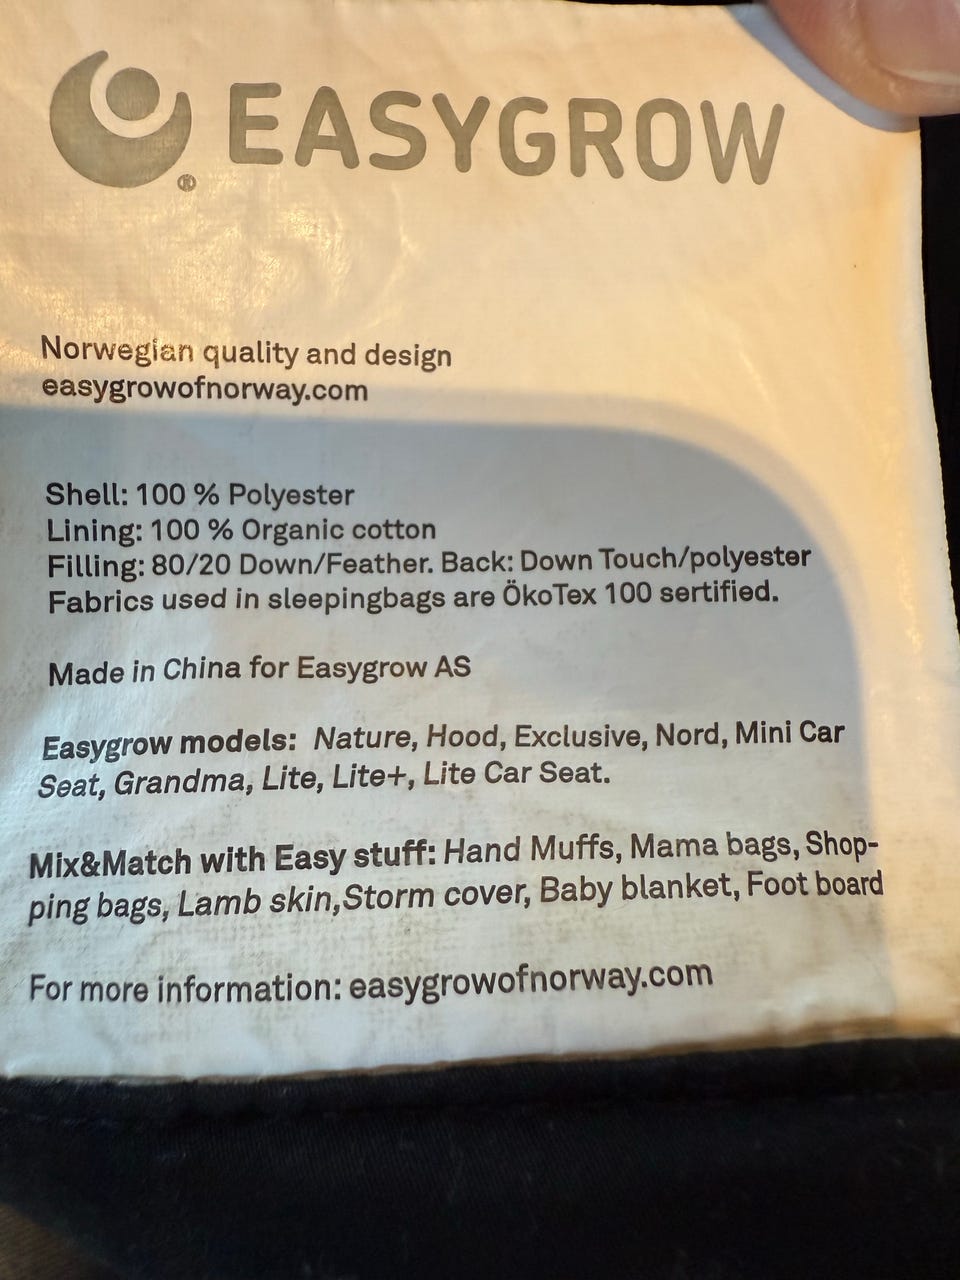 EASYGROW
®
Norwegian quality and design
easygrowofnorway.com
Shell: 100 % Polyester
Lining: 100 % Organic cotton
Filling: 80/20 Down/Feather. Back: Down Touch/polyester
Fabrics used in sleepingbags are ÖkoTex 100 sertified.
Made in China for Easygrow AS
Easygrow models: Nature, Hood, Exclusive, Nord, Mini Car
Seat, Grandma, Lite, Lite+, Lite Car Seat.
Mix&Match with Easy stuff: Hand Muffs, Mama bags, Shop-
ping bags, Lamb skin,Storm cover, Baby blanket, Foot board
For more information: easygrowofnorway.com